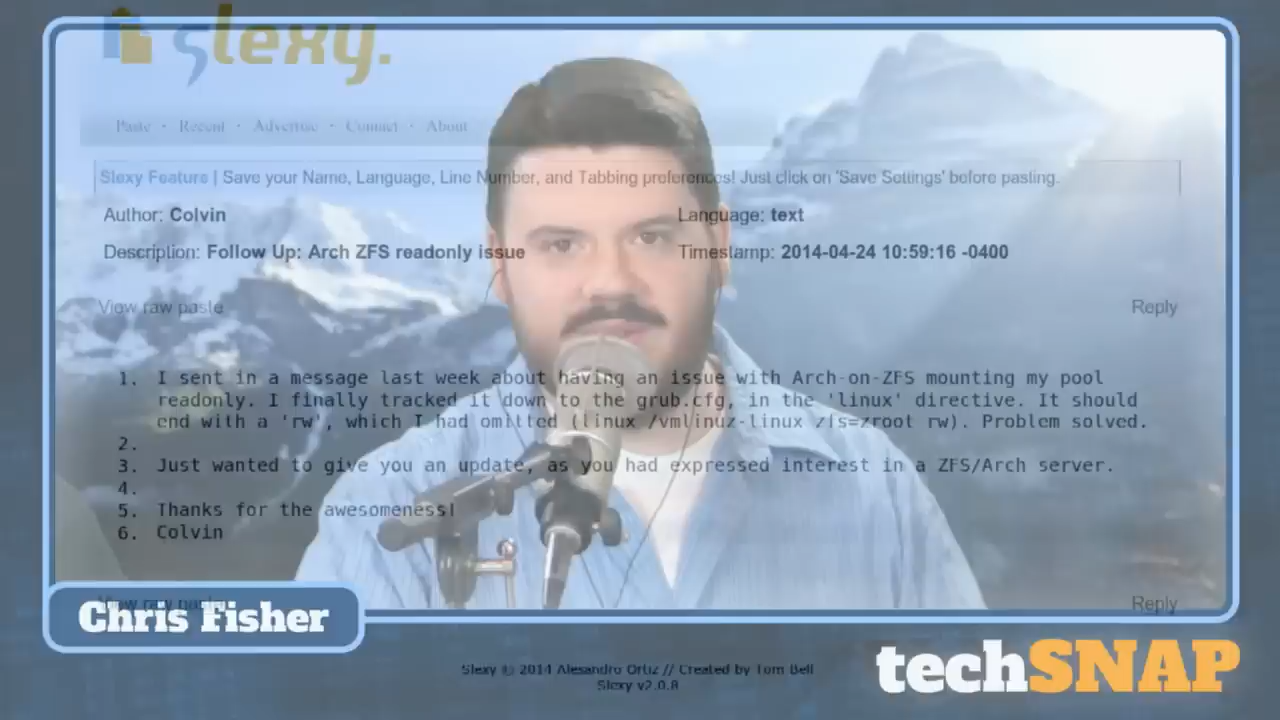 slexy.
Paste · Recent · Advertise · Contact · About
Slexy Feature | Save your Name, Language, Line Number, and Tabbing preferences! Just click on 'Save Settings' before pasting.
Author: Colvin
Language: text
Description: Follow Up: Arch ZFS readonly issue
Timestamp: 2014-04-24 10:59:16 -0400
View raw paste
Reply
1. I sent in a message last week about having an issue with Arch-on-ZFS mounting my pool
readonly. I finally tracked it down to the grub.cfg, in the 'linux' directive. It should
end with a 'rw', which I had omitted (linux /vmlinuz-linux zfs=zroot rw). Problem solved.
2.
3. Just wanted to give you an update, as you had expressed interest in a ZFS/Arch server.
4.
5. Thanks for the awesomeness!
6. Colvin
View raw paste
Reply
Chris Fisher
techSNAP
Slexy © 2014 Alesandro Ortiz // Created by Tom Bell
Slexy v2.0.8